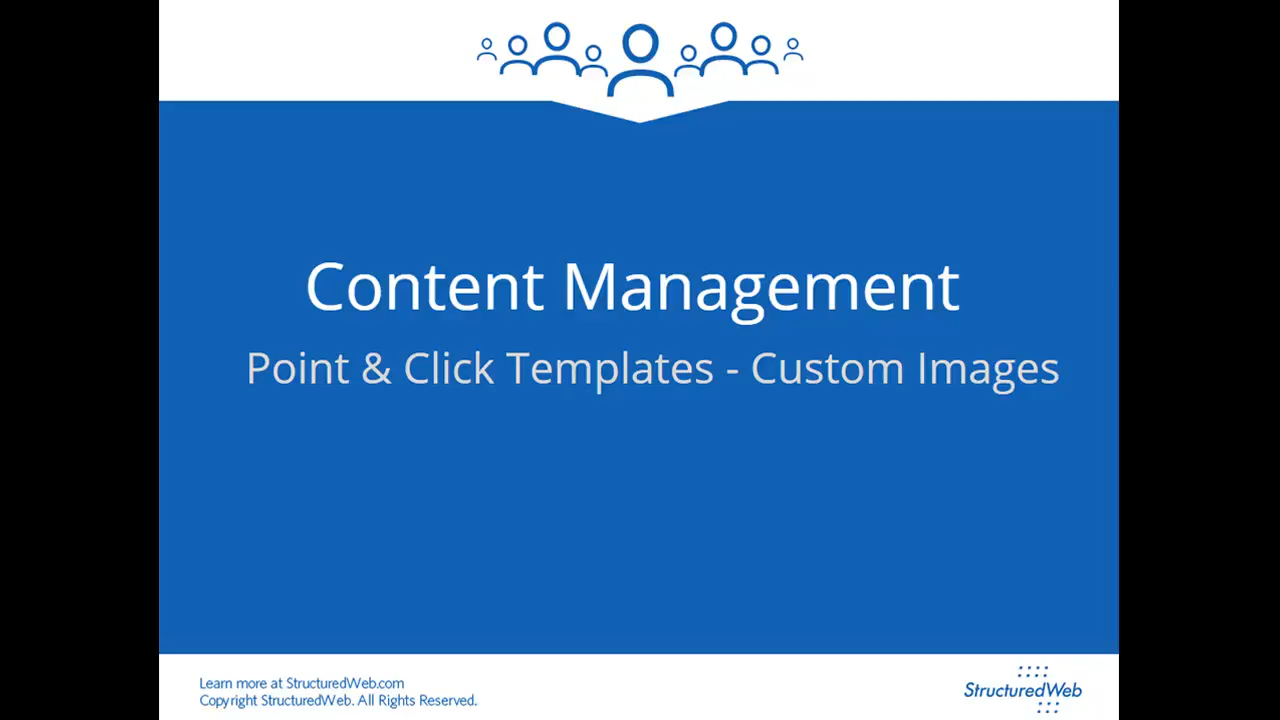 Content Management
Point & Click Templates - Custom Images
Learn more at StructuredWeb.com
Copyright StructuredWeb. All Rights Reserved.
StructuredWeb